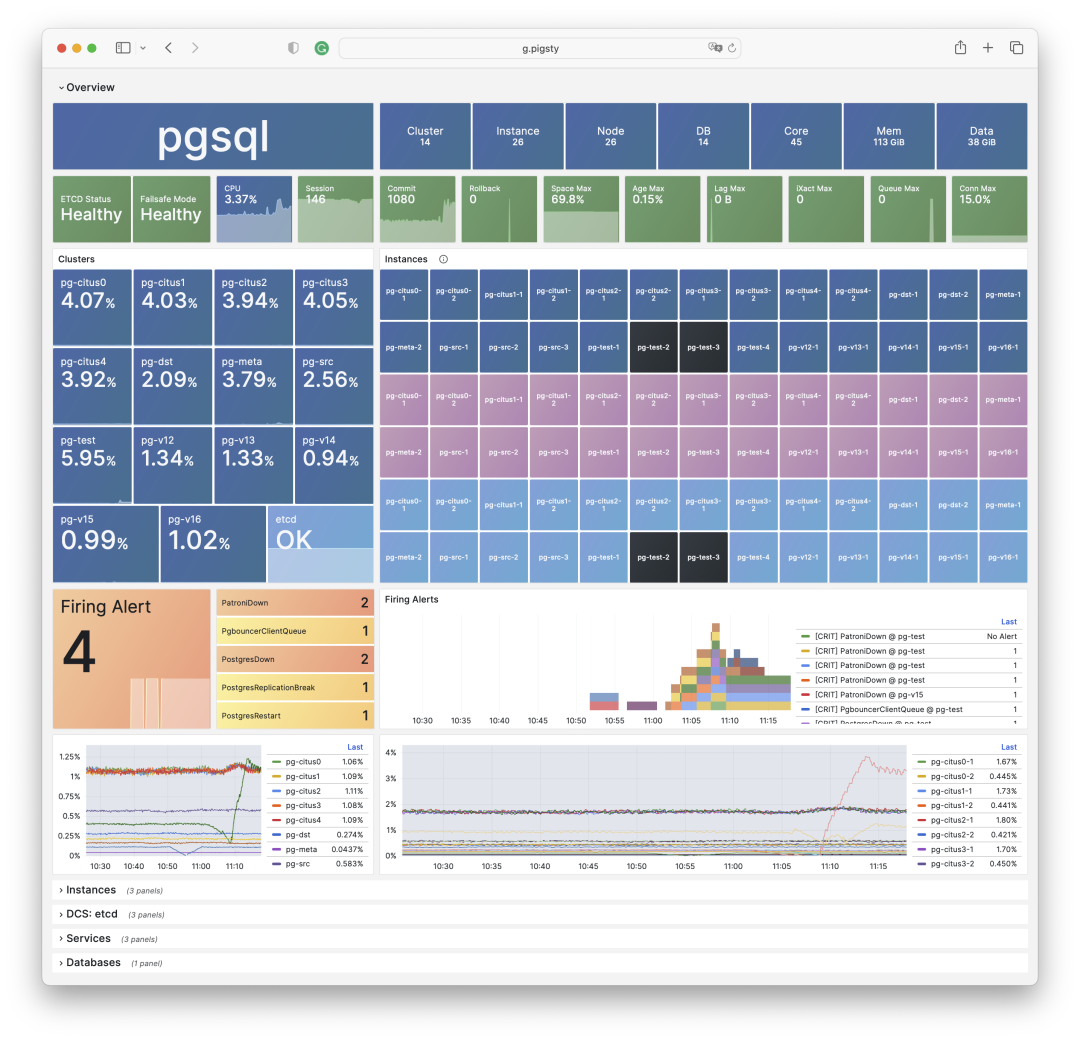 g.pigsty
Overview
pgsql
Cluster
14
Instance
26
Node
26
DB
14
Core
45
Mem
113 GiB
Data
38 GiB
ETCD Status
Healthy
Failsafe Mode
Healthy
CPU
3.37%
Session
146
Commit
1080
Rollback
0
Space Max
69.8%
Age Max
0.15%
Lag Max
0 B
iXact Max
0
Queue Max
0
Conn Max
15.0%
Clusters
pg-citus0
4.07%
pg-citus1
4.03%
pg-citus2
3.94%
pg-citus3
4.05%
pg-citus4
3.92%
pg-dst
2.09%
pg-meta
3.79%
pg-src
2.56%
pg-test
5.95%
pg-v12
1.34%
pg-v13
1.33%
pg-v14
0.94%
pg-v15
0.99%
pg-v16
1.02%
etcd
OK
Instances
pg-citus0-1 pg-citus0-2 pg-citus1-1 pg-citus1-2 pg-citus2-1 pg-citus2-2 pg-citus3-1 pg-citus3-2 pg-citus4-1 pg-citus4-2 pg-dst-1 pg-dst-2 pg-meta-1
pg-meta-2 pg-src-1 pg-src-2 pg-src-3 pg-test-1 pg-test-2 pg-test-3 pg-test-4 pg-v12-1 pg-v13-1 pg-v14-1 pg-v15-1 pg-v16-1
pg-citus0-1 pg-citus0-2 pg-citus1-1 pg-citus1-2 pg-citus2-1 pg-citus2-2 pg-citus3-1 pg-citus3-2 pg-citus4-1 pg-citus4-2 pg-dst-1 pg-dst-2 pg-meta-1
pg-meta-2 pg-src-1 pg-src-2 pg-src-3 pg-test-1 pg-test-2 pg-test-3 pg-test-4 pg-v12-1 pg-v13-1 pg-v14-1 pg-v15-1 pg-v16-1
pg-citus0-1 pg-citus0-2 pg-citus1-1 pg-citus1-2 pg-citus2-1 pg-citus2-2 pg-citus3-1 pg-citus3-2 pg-citus4-1 pg-citus4-2 pg-dst-1 pg-dst-2 pg-meta-1
pg-meta-2 pg-src-1 pg-src-2 pg-src-3 pg-test-1 pg-test-2 pg-test-3 pg-test-4 pg-v12-1 pg-v13-1 pg-v14-1 pg-v15-1 pg-v16-1
Firing Alert
4
PatroniDown 2
PgbouncerClientQueue 1
PostgresDown 2
PostgresReplicationBreak 1
PostgresRestart 1
Firing Alerts
10:30 10:35 10:40 10:45 10:50 10:55 11:00 11:05 11:10 11:15
Last
[CRIT] PatroniDown @ pg-test No Alert
[CRIT] PatroniDown @ pg-test 1
[CRIT] PatroniDown @ pg-test 1
[CRIT] PatroniDown @ pg-test 1
[CRIT] PatroniDown @ pg-v15 1
[CRIT] PgbouncerClientQueue @ pg-test 1
[CRIT] PostgresDown @ pg-test 1
1.25%
1%
0.75%
0.5%
0.25%
0%
10:30 10:40 10:50 11:00 11:10
Last
pg-citus0 1.06%
pg-citus1 1.09%
pg-citus2 1.11%
pg-citus3 1.08%
pg-citus4 1.09%
pg-dst 0.274%
pg-meta 0.0437%
pg-src 0.583%
4%
3%
2%
1%
0%
10:30 10:35 10:40 10:45 10:50 10:55 11:00 11:05 11:10 11:15
Last
pg-citus0-1 1.67%
pg-citus0-2 0.445%
pg-citus1-1 1.73%
pg-citus1-2 0.441%
pg-citus2-1 1.80%
pg-citus2-2 0.421%
pg-citus3-1 1.70%
pg-citus3-2 0.450%
Instances (3 panels)
DCS: etcd (3 panels)
Services (3 panels)
Databases (1 panel)